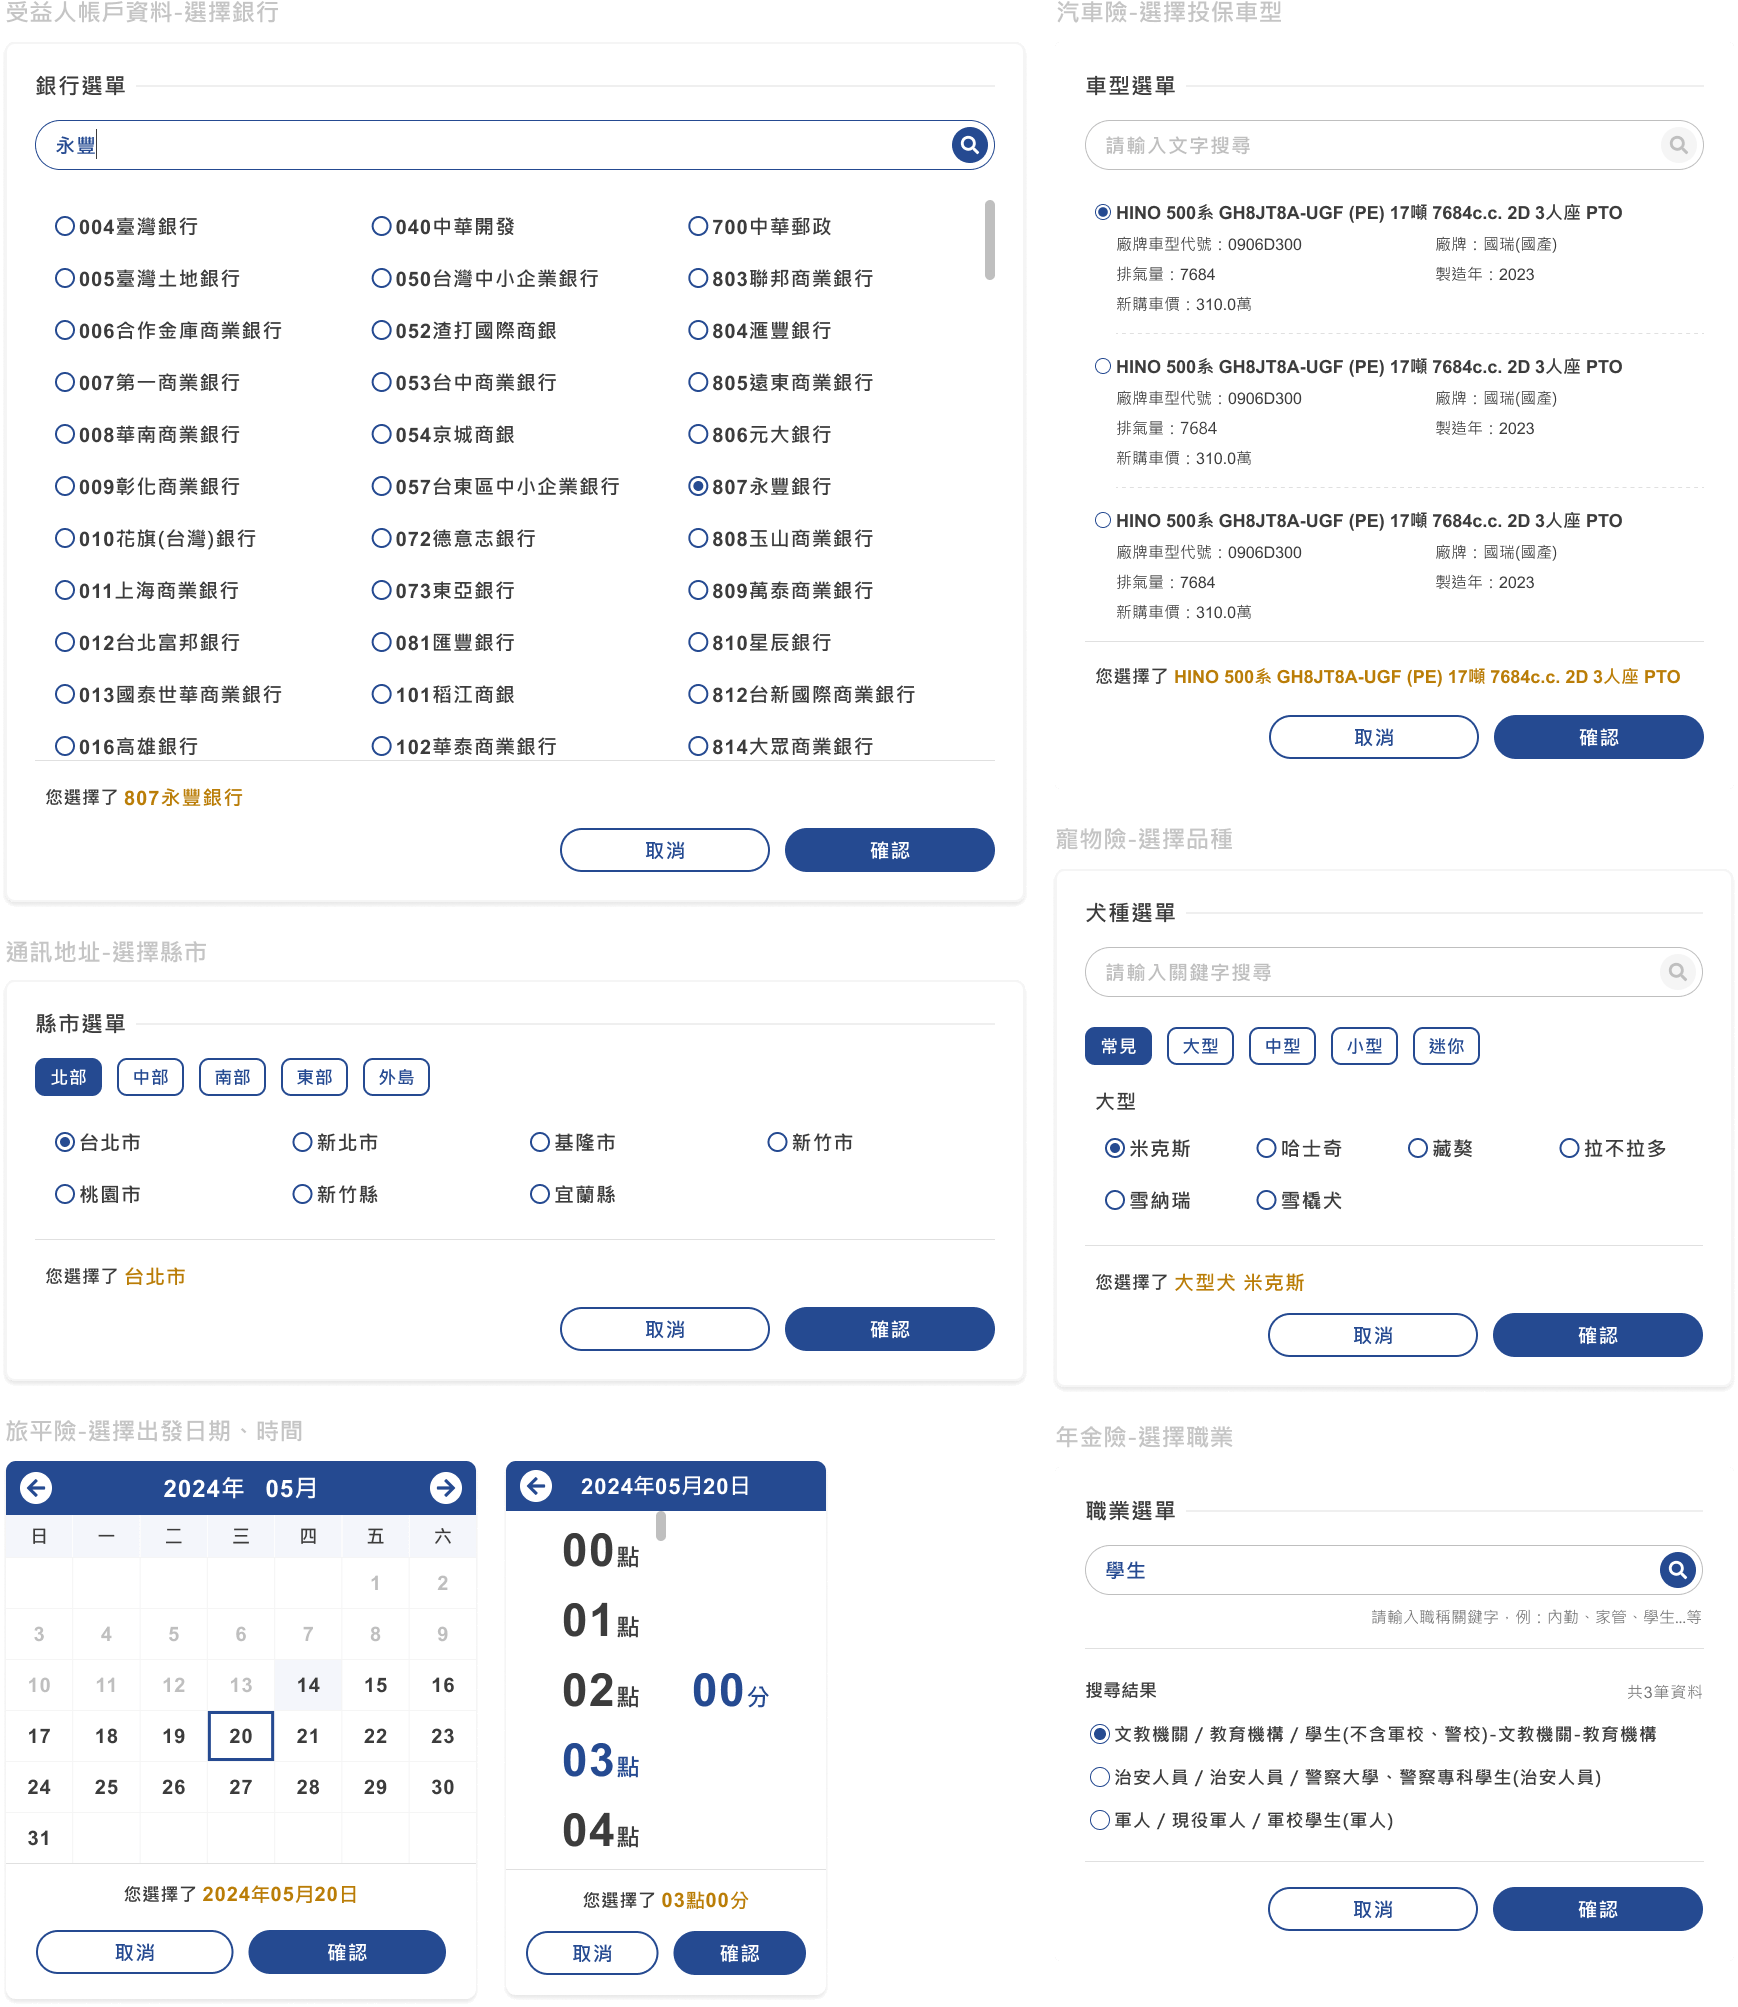 受益人帳戶資料-選擇銀行
銀行選單
永豐
004臺灣銀行
040中華開發
700中華郵政
005臺灣土地銀行
050台灣中小企業銀行
803聯邦商業銀行
006合作金庫商業銀行
052渣打國際商銀
804滙豐銀行
007第一商業銀行
053台中商業銀行
805遠東商業銀行
008華南商業銀行
054京城商銀
806元大銀行
009彰化商業銀行
057台東區中小企業銀行
807永豐銀行
010花旗(台灣)銀行
072德意志銀行
808玉山商業銀行
011上海商業銀行
073東亞銀行
809萬泰商業銀行
012台北富邦銀行
081匯豐銀行
810星辰銀行
013國泰世華商業銀行
101稻江商銀
812台新國際商業銀行
016高雄銀行
102華泰商業銀行
814大眾商業銀行
您選擇了 807永豐銀行
取消
確認
通訊地址-選擇縣市
縣市選單
北部
中部
南部
東部
外島
台北市
新北市
基隆市
新竹市
桃園市
新竹縣
宜蘭縣
您選擇了 台北市
取消
確認
旅平險-選擇出發日期、時間
2024年 05月
日 一 二 三 四 五 六
1 2
3 4 5 6 7 8 9
10 11 12 13 14 15 16
17 18 19 20 21 22 23
24 25 26 27 28 29 30
31
您選擇了 2024年05月20日
取消
確認
2024年05月20日
00點
01點
02點
00分
03點
04點
您選擇了 03點00分
取消
確認
汽車險-選擇投保車型
車型選單
請輸入文字搜尋
HINO 500系 GH8JT8A-UGF (PE) 17噸 7684c.c. 2D 3人座 PTO
廠牌車型代號：0906D300
廠牌：國瑞(國產)
排氣量：7684
製造年：2023
新購車價：310.0萬
HINO 500系 GH8JT8A-UGF (PE) 17噸 7684c.c. 2D 3人座 PTO
廠牌車型代號：0906D300
廠牌：國瑞(國產)
排氣量：7684
製造年：2023
新購車價：310.0萬
HINO 500系 GH8JT8A-UGF (PE) 17噸 7684c.c. 2D 3人座 PTO
廠牌車型代號：0906D300
廠牌：國瑞(國產)
排氣量：7684
製造年：2023
新購車價：310.0萬
您選擇了 HINO 500系 GH8JT8A-UGF (PE) 17噸 7684c.c. 2D 3人座 PTO
取消
確認
寵物險-選擇品種
犬種選單
請輸入關鍵字搜尋
常見
大型
中型
小型
迷你
大型
米克斯
哈士奇
藏獒
拉不拉多
雪納瑞
雪橇犬
您選擇了 大型犬 米克斯
取消
確認
年金險-選擇職業
職業選單
學生
請輸入職稱關鍵字．例：內勤、家管、學生...等
搜尋結果
共3筆資料
文教機關 / 教育機構 / 學生(不含軍校、警校)-文教機關-教育機構
治安人員 / 治安人員 / 警察大學、警察專科學生(治安人員)
軍人 / 現役軍人 / 軍校學生(軍人)
取消
確認